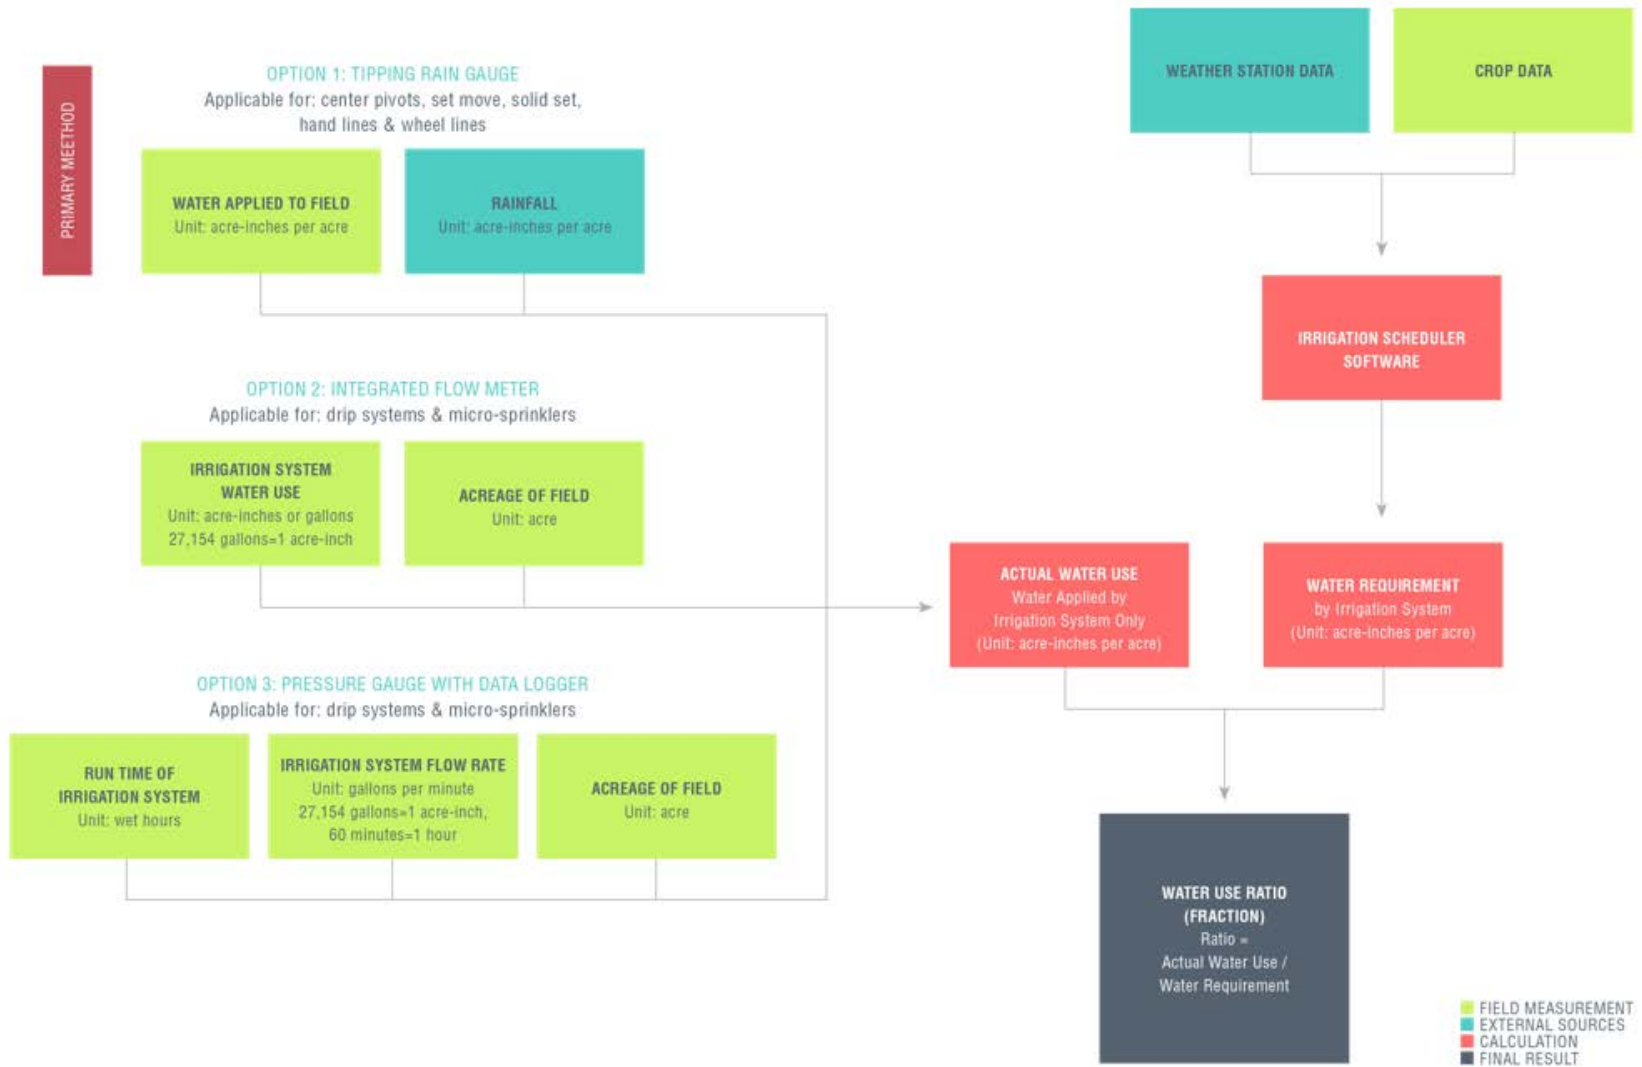 PRIMARY MEETHOD
OPTION 1: TIPPING RAIN GAUGE
Applicable for: center pivots, set move, solid set,
hand lines & wheel lines
WATER APPLIED TO FIELD
Unit: acre-inches per acre
RAINFALL
Unit: acre-inches per acre
OPTION 2: INTEGRATED FLOW METER
Applicable for: drip systems & micro-sprinklers
IRRIGATION SYSTEM
WATER USE
Unit: acre-inches or gallons
27,154 gallons=1 acre-inch
ACREAGE OF FIELD
Unit: acre
OPTION 3: PRESSURE GAUGE WITH DATA LOGGER
Applicable for: drip systems & micro-sprinklers
RUN TIME OF
IRRIGATION SYSTEM
Unit: wet hours
IRRIGATION SYSTEM FLOW RATE
Unit: gallons per minute
27,154 gallons=1 acre-inch,
60 minutes=1 hour
ACREAGE OF FIELD
Unit: acre
WEATHER STATION DATA
CROP DATA
IRRIGATION SCHEDULER
SOFTWARE
ACTUAL WATER USE
Water Applied by
Irrigation System Only
(Unit: acre-inches per acre)
WATER REQUIREMENT
by Irrigation System
(Unit: acre-inches per acre)
WATER USE RATIO
(FRACTION)
Ratio =
Actual Water Use /
Water Requirement
FIELD MEASUREMENT
EXTERNAL SOURCES
CALCULATION
FINAL RESULT